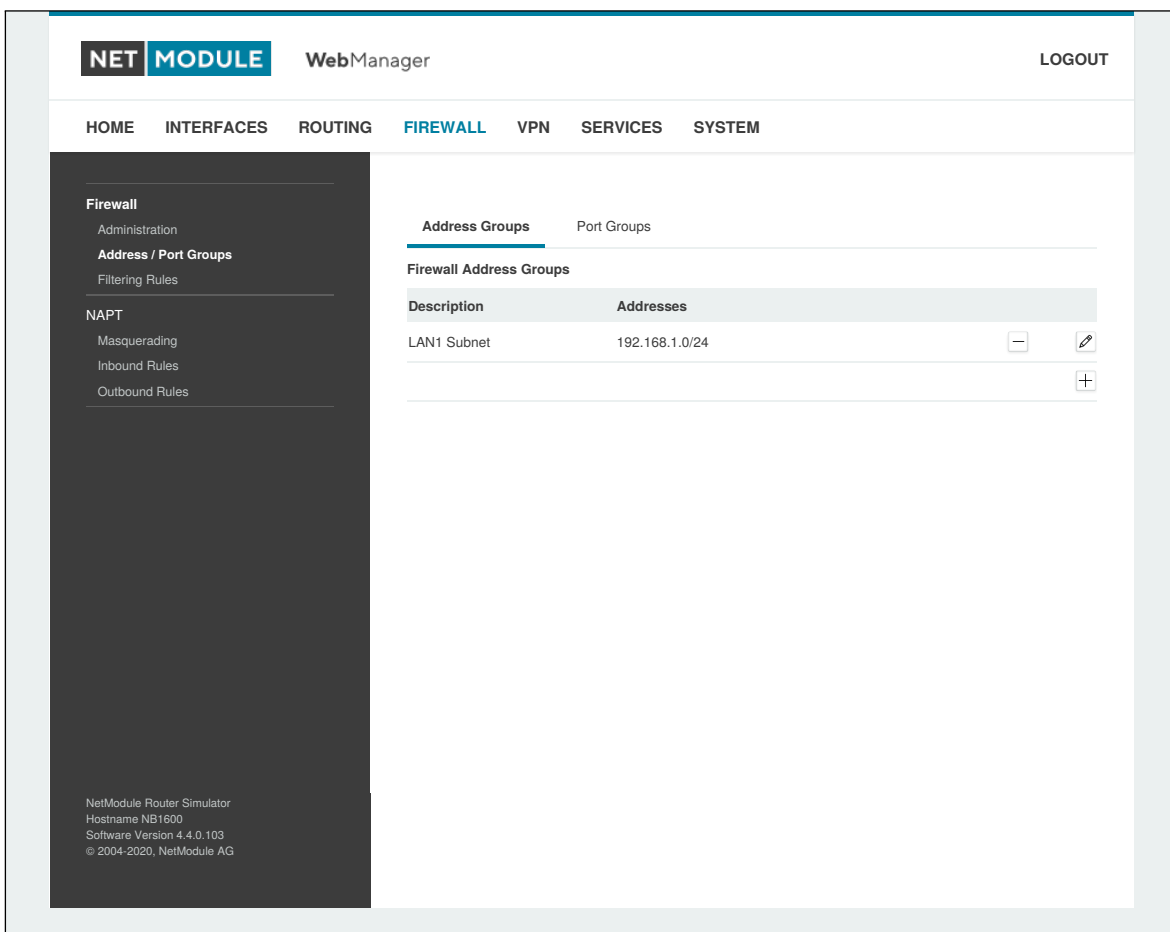 NET MODULE WebManager LOGOUT
HOME INTERFACES ROUTING FIREWALL VPN SERVICES SYSTEM
Firewall
Administration
Address / Port Groups
Filtering Rules
NAPT
Masquerading
Inbound Rules
Outbound Rules
Address Groups Port Groups
Firewall Address Groups
Description Addresses
LAN1 Subnet 192.168.1.0/24
NetModule Router Simulator
Hostname NB1600
Software Version 4.4.0.103
© 2004-2020, NetModule AG